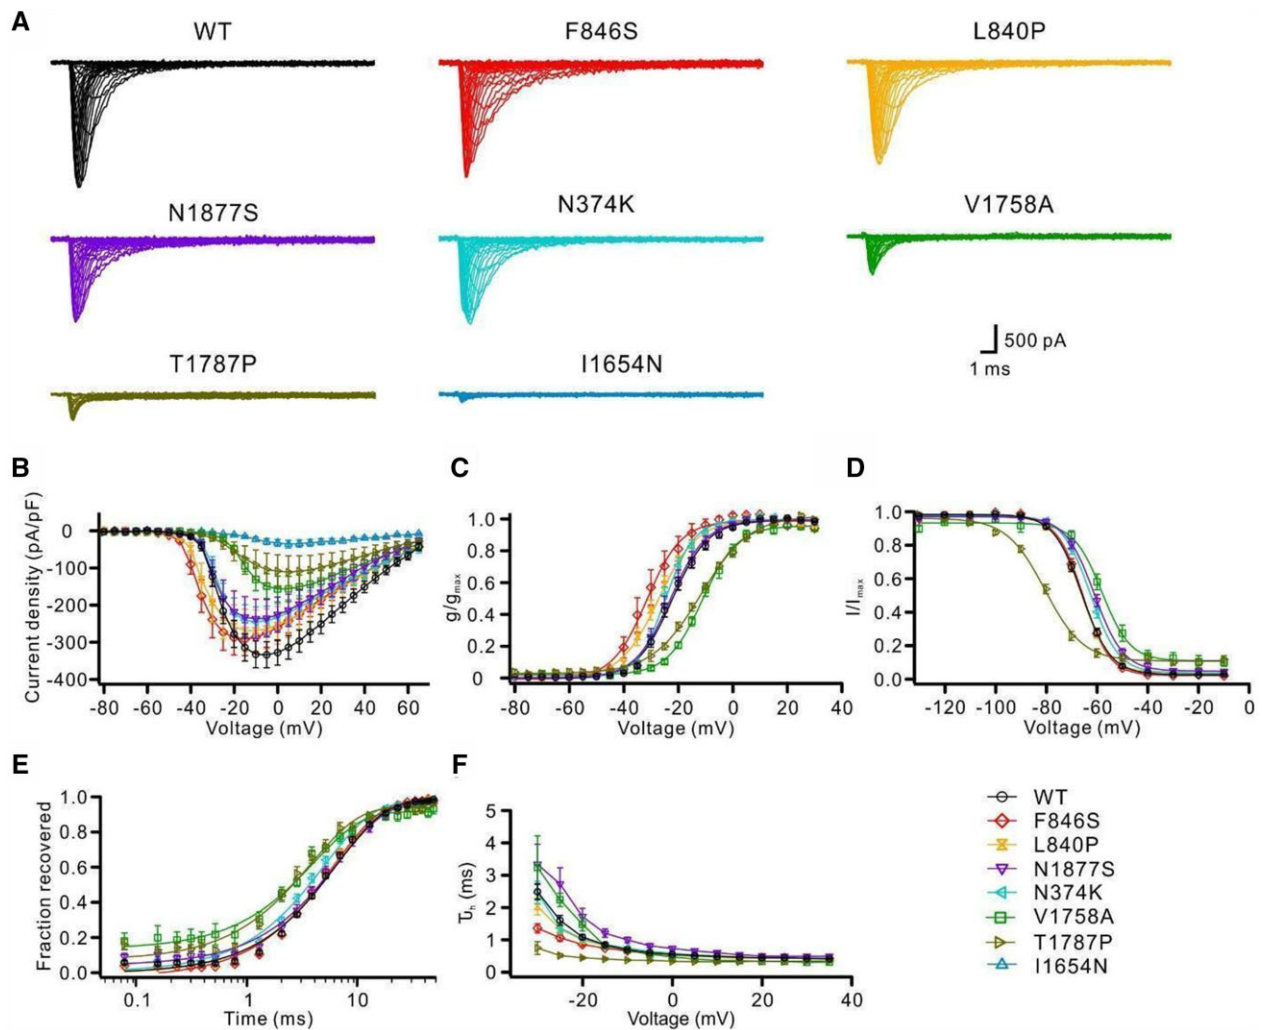 A
WT
F846S
L840P
N1877S
N374K
V1758A
T1787P
I1654N
500 pA
1 ms
B
C
D
Current density (pA/pF)
0
-100
-200
-300
-400
-80 -60 -40 -20 0 20 40 60
Voltage (mV)
g/gmax
1.0
0.8
0.6
0.4
0.2
0
-80 -60 -40 -20 0 20 40
Voltage (mV)
I/Imax
1.0
0.8
0.6
0.4
0.2
0.0
-120 -100 -80 -60 -40 -20 0
Voltage (mV)
E
F
Fraction recovered
1.0
0.8
0.6
0.4
0.2
0.0
0.1 1 10
Time (ms)
τh (ms)
5
4
3
2
1
0
-20 0 20 40
Voltage (mV)
WT
F846S
L840P
N1877S
N374K
V1758A
T1787P
I1654N